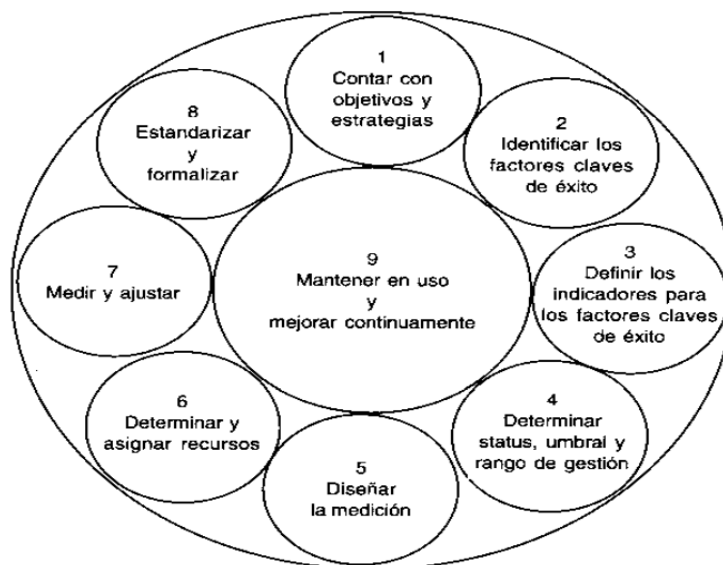 1
Contar con
objetivos y
estrategias
2
Identificar los
factores claves
de éxito
3
Definir los
indicadores para
los factores claves
de éxito
4
Determinar
status, umbral y
rango de gestión
5
Diseñar
la medición
6
Determinar y
asignar recursos
7
Medir y ajustar
8
Estandarizar
y
formalizar
9
Mantener en uso
y
mejorar continuamente